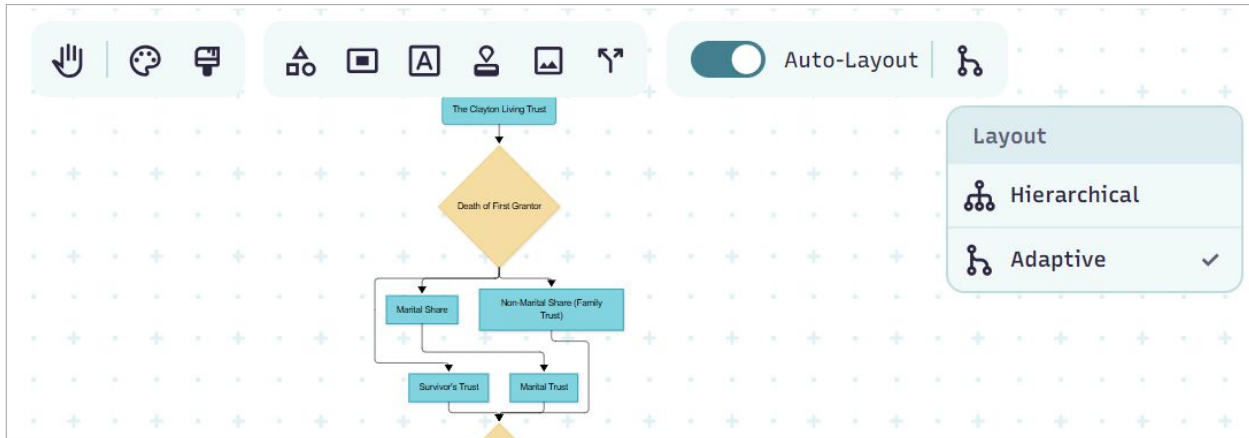 Auto-Layout
The Clayton Living Trust
Layout
Hierarchical
Adaptive
Death of First Grantor
Marital Share
Non-Marital Share (Family
Trust)
Survivor's Trust
Marital Trust